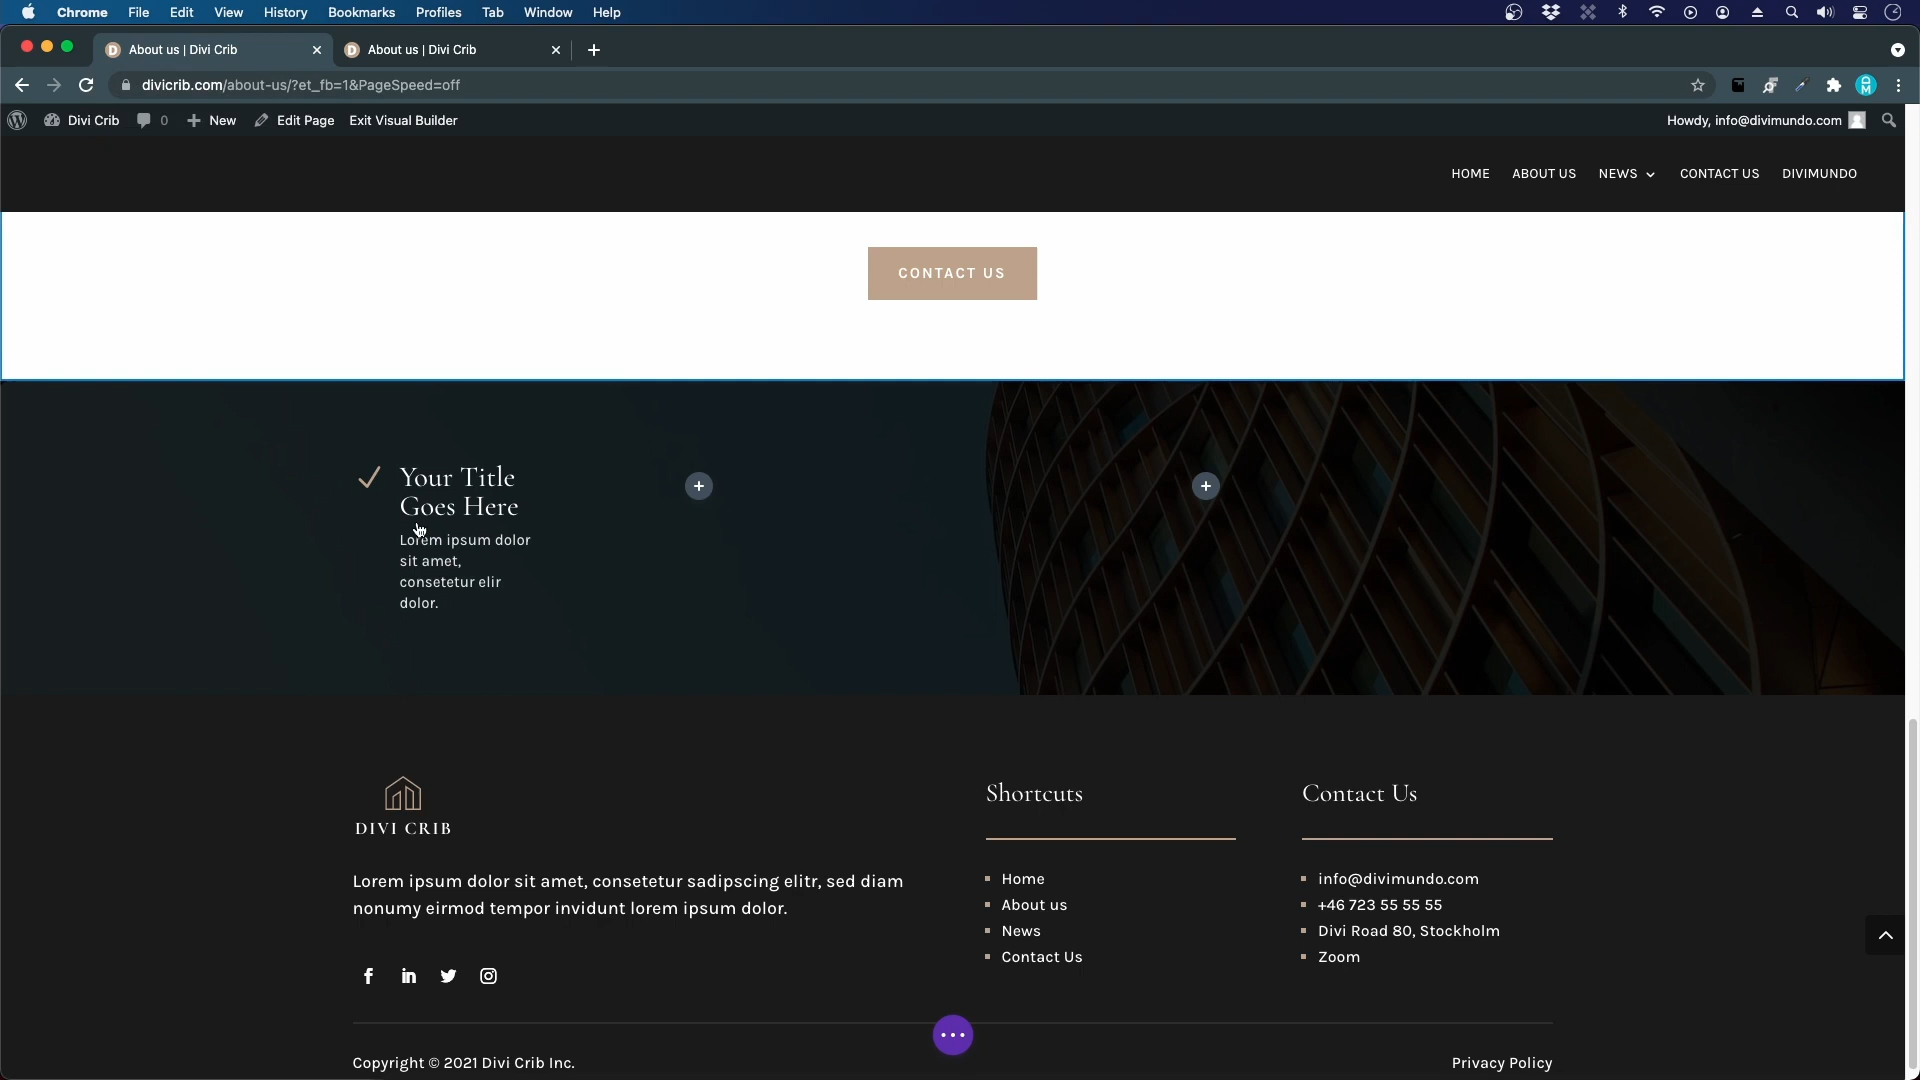 Chrome File Edit View History Bookmarks Profiles Tab Window Help
About us | Divi Crib
About us | Divi Crib
divicrib.com/about-us/?et_fb=1&PageSpeed=off
Divi Crib 0 New Edit Page Exit Visual Builder Howdy, info@divimundo.com
HOME ABOUT US NEWS CONTACT US DIVIMUNDO
CONTACT US
Your Title
Goes Here
Lorem ipsum dolor
sit amet,
consetetur elir
dolor.
DIVI CRIB
Lorem ipsum dolor sit amet, consetetur sadipscing elitr, sed diam
nonumy eirmod tempor invidunt lorem ipsum dolor.
Shortcuts
Home
About us
News
Contact Us
Contact Us
info@divimundo.com
+46 723 55 55 55
Divi Road 80, Stockholm
Zoom
Copyright © 2021 Divi Crib Inc.
Privacy Policy